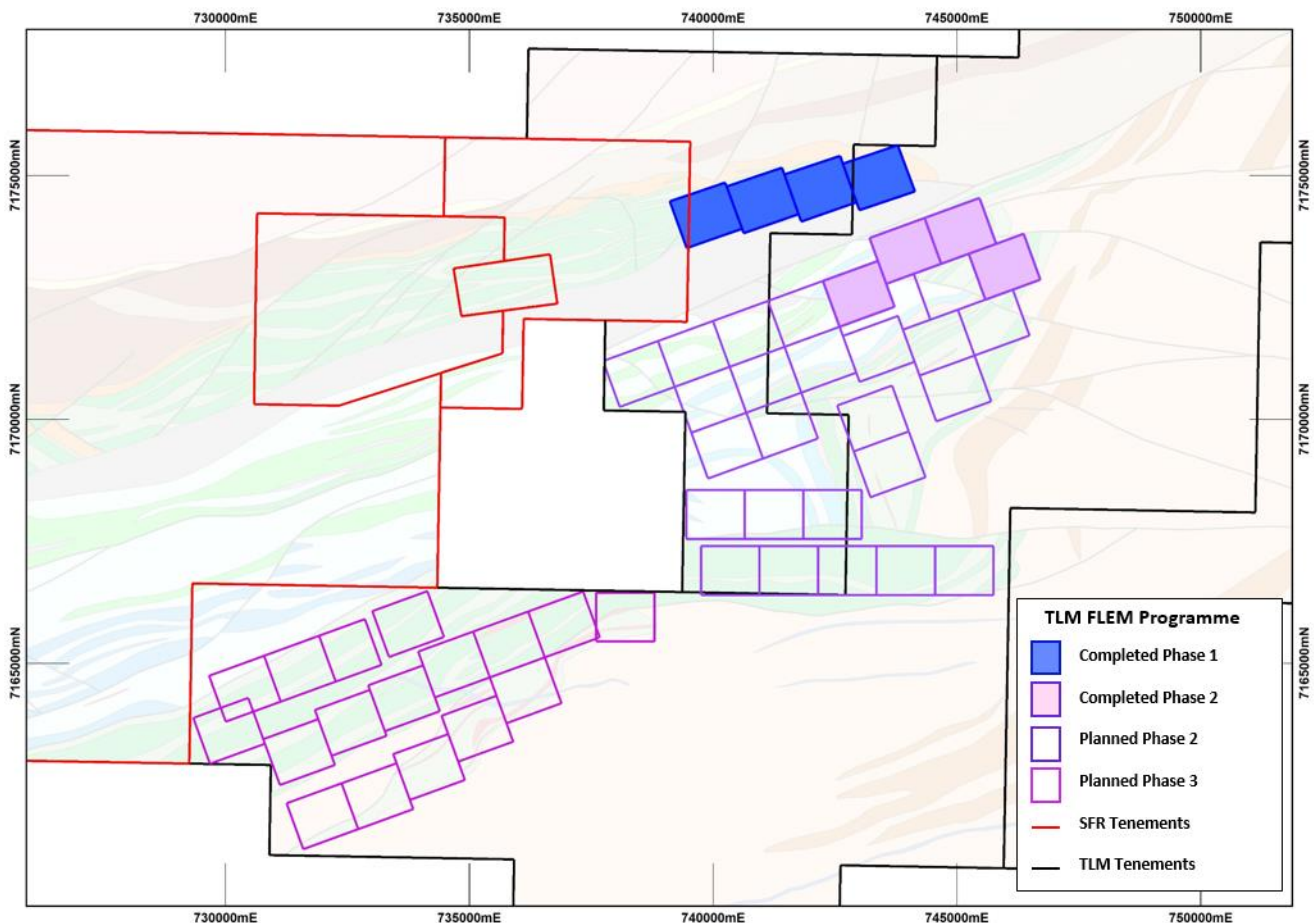 730000mE 735000mE 740000mE 745000mE 750000mE
7175000mN 7175000mN
7170000mN 7170000mN
7165000mN 7165000mN
TLM FLEM Programme
Completed Phase 1
Completed Phase 2
Planned Phase 2
Planned Phase 3
SFR Tenements
TLM Tenements
730000mE 735000mE 740000mE 745000mE 750000mE